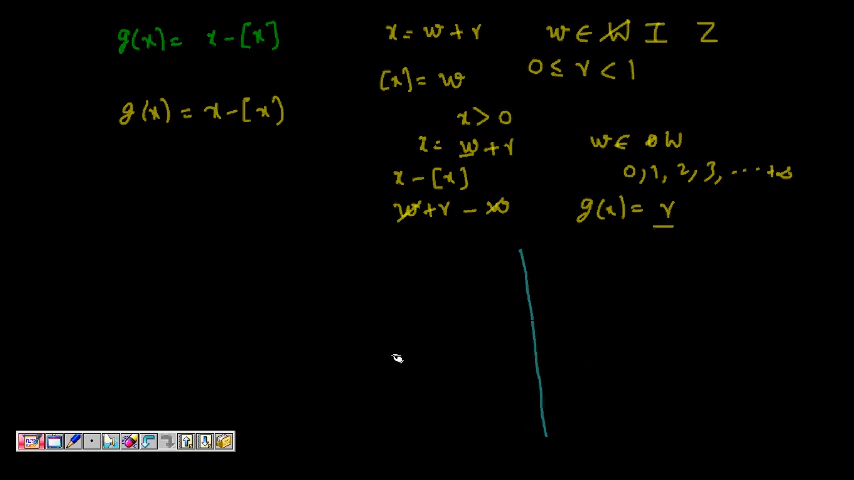 g(x) = x - [x]
x = w + r
w ∈ W I Z
[x] = w
0 ≤ r < 1
g(x) = x - [x]
x > 0
x = w + r
w ∈ W
x - [x]
0, 1, 2, 3, ... +∞
w + r - w
g(x) = r